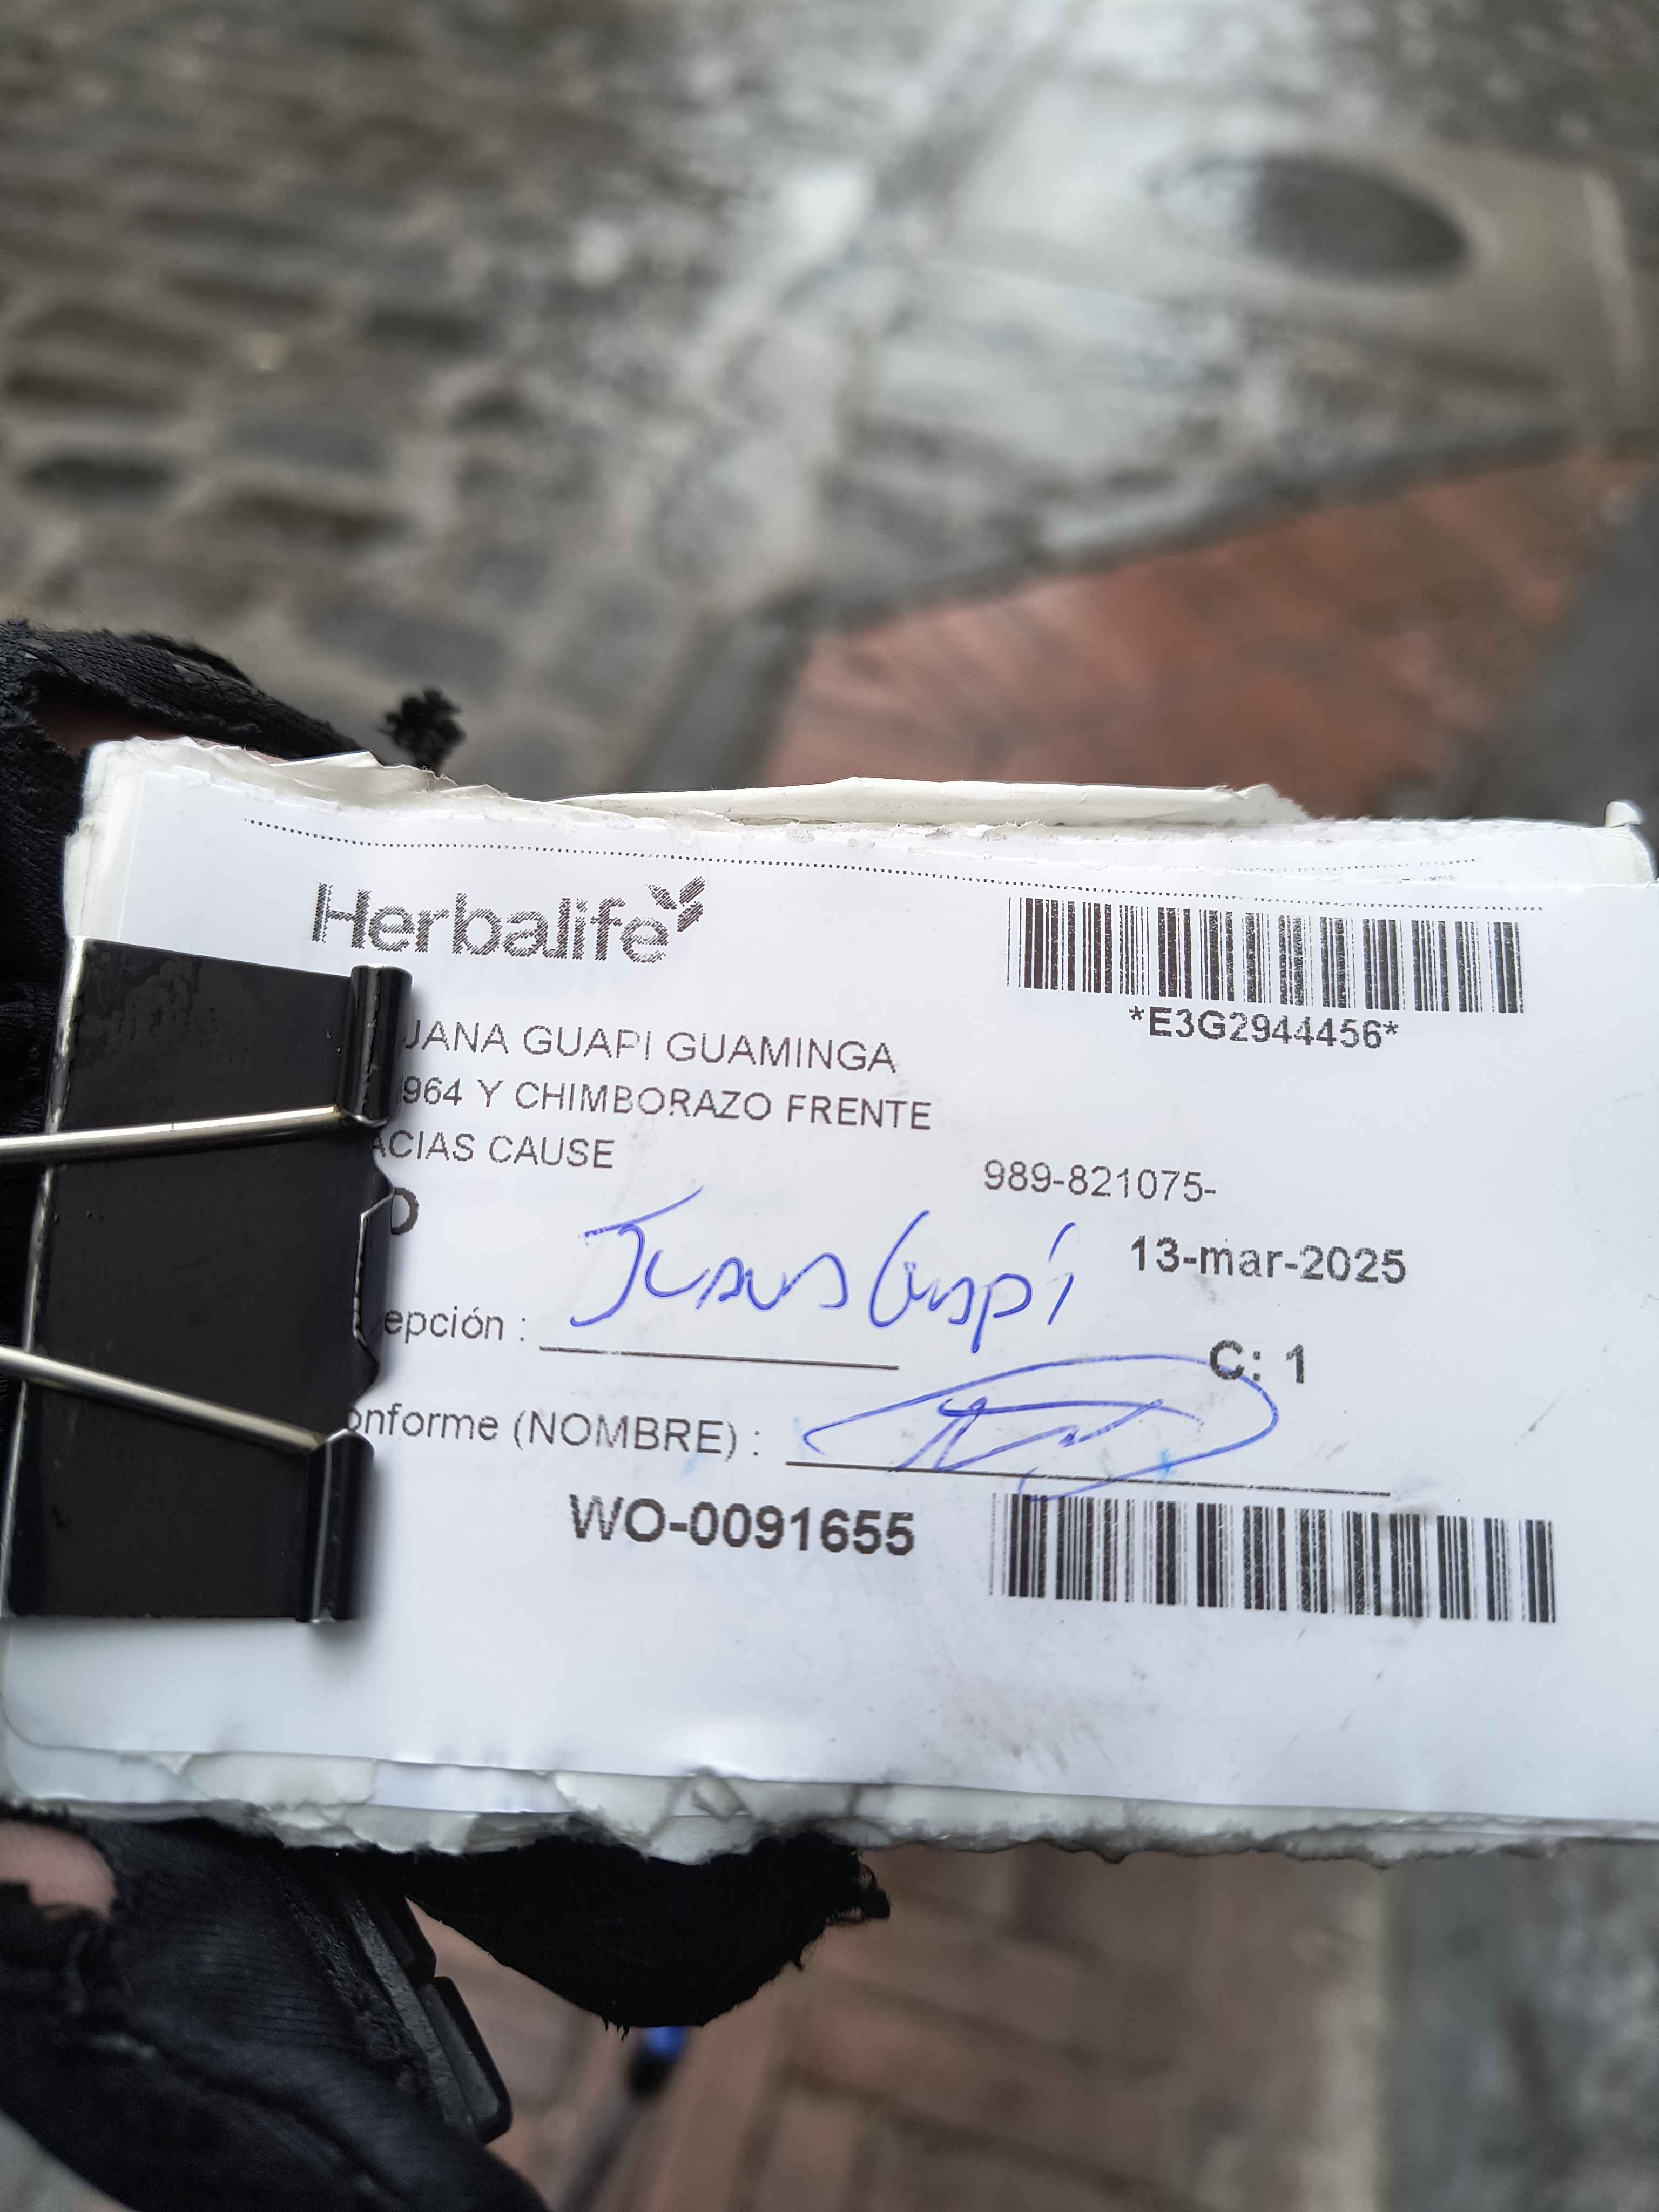 Herbalife
*E3G2944456*
JANA GUAPI GUAMINGA
964 Y CHIMBORAZO FRENTE
ACIAS CAUSE
989-821075-
O
13-mar-2025
epción : Guapi
C: 1
onforme (NOMBRE) :
WO-0091655